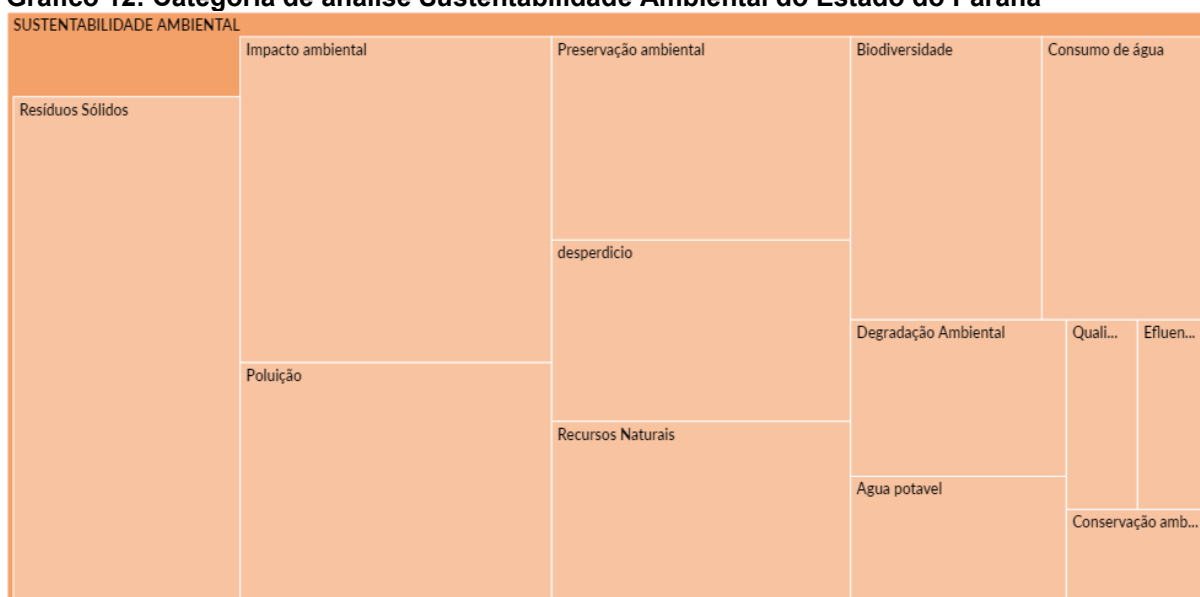 Gráfico 12: Categoria de análise Sustentabilidade Ambiental do Estado do Paraná
SUSTENTABILIDADE AMBIENTAL
Resíduos Sólidos
Impacto ambiental
Poluição
Preservação ambiental
desperdicio
Recursos Naturais
Biodiversidade
Consumo de água
Degradação Ambiental
Quali...
Efluen...
Agua potavel
Conservação amb...